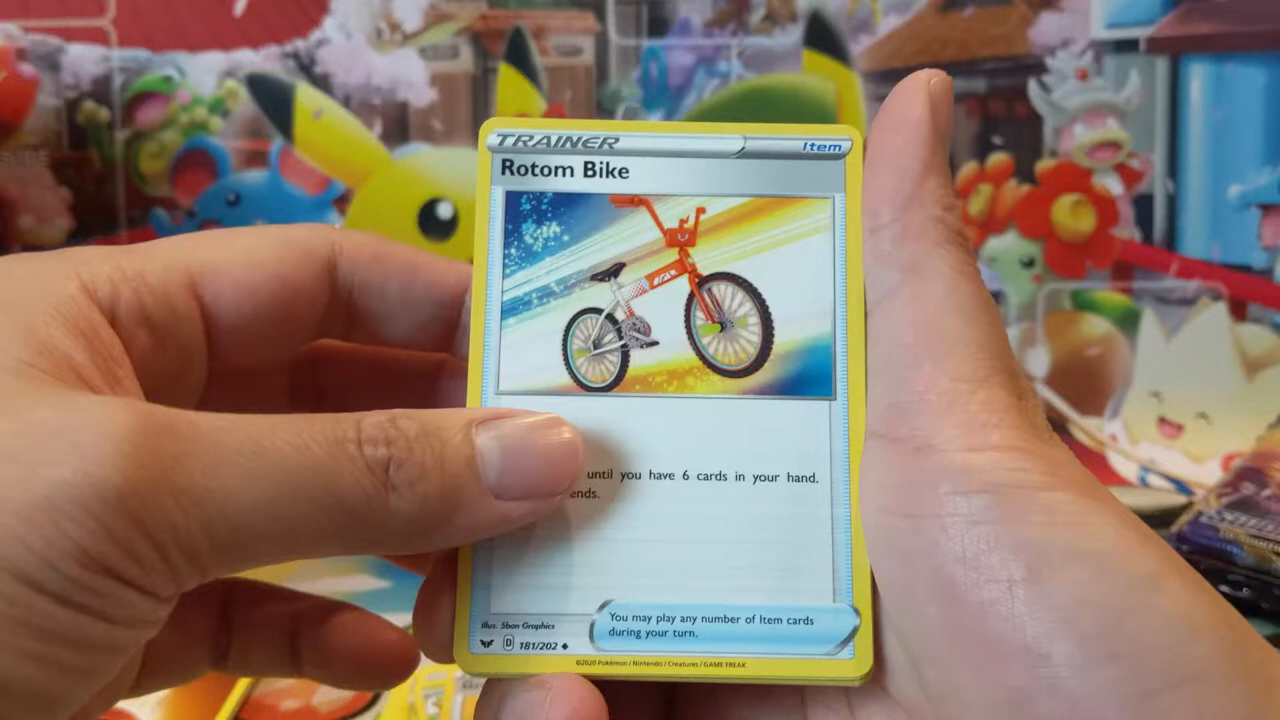 TRAINER
Item
Rotom Bike
until you have 6 cards in your hand.
ends.
Illus. 5ban Graphics
You may play any number of Item cards
during your turn.
D 181/202
©2020 Pokémon / Nintendo / Creatures / GAME FREAK